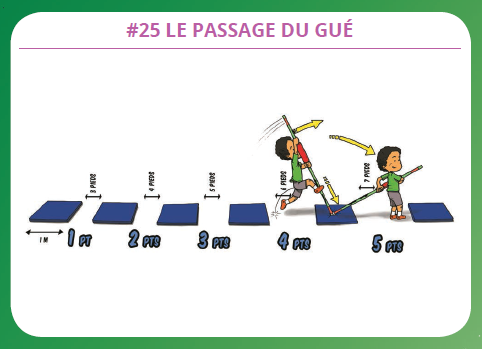 #25 LE PASSAGE DU GUÉ
3 PIEDS
4 PIEDS
5 PIEDS
6 PIEDS
7 PIEDS
1 M
1 PT
2 PTS
3 PTS
4 PTS
5 PTS